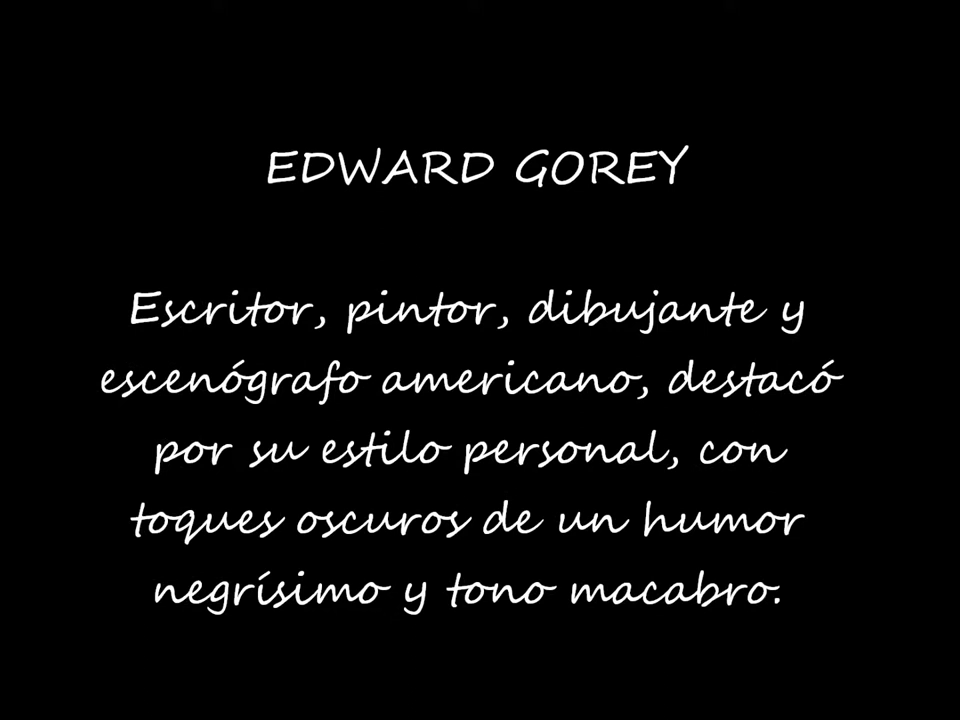 EDWARD GOREY
Escritor, pintor, dibujante y
escenógrafo americano, destacó
por su estilo personal, con
toques oscuros de un humor
negrísimo y tono macabro.